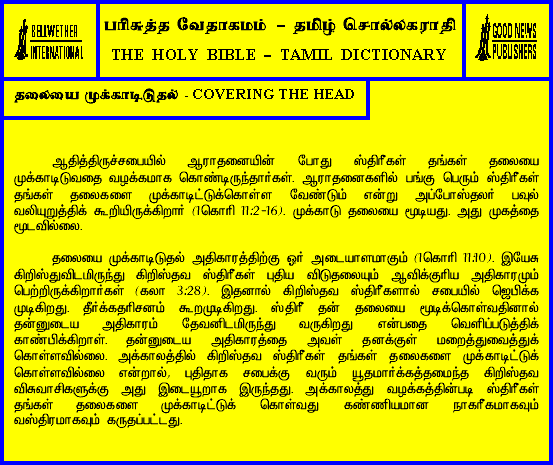 BELLWETHER
INTERNATIONAL
பரிசுத்த வேதாகமம் – தமிழ் சொல்லகராதி
THE HOLY BIBLE – TAMIL DICTIONARY
GOOD NEWS
PUBLISHERS
தலையை முக்காடிடுதல் - COVERING THE HEAD
ஆதித்திருச்சபையில் ஆராதனையின் போது ஸ்திரீகள் தங்கள் தலையை
முக்காடிடுவதை வழக்கமாக கொண்டிருந்தார்கள். ஆராதனைகளில் பங்கு பெரும் ஸ்திரீகள்
தங்கள் தலைகளை முக்காடிட்டுக்கொள்ள வேண்டும் என்று அப்போஸ்தலர் பவுல்
வலியுறுத்திக் கூறியிருக்கிறார் (1கொரி 11:2-16). முக்காடு தலையை மூடியது. அது முகத்தை
மூடவில்லை.
தலையை முக்காடிடுதல் அதிகாரத்திற்கு ஓர் அடையாளமாகும் (1கொரி 11:10). இயேசு
கிறிஸ்துவிடமிருந்து கிறிஸ்தவ ஸ்திரீகள் புதிய விடுதலையும் ஆவிக்குரிய அதிகாரமும்
பெற்றிருக்கிறார்கள் (கலா 3:28). இதனால் கிறிஸ்தவ ஸ்திரீகளால் சபையில் ஜெபிக்க
முடிகிறது. தீர்க்கதரிசனம் கூறமுடிகிறது. ஸ்திரீ தன் தலையை மூடிக்கொள்வதினால்
தன்னுடைய அதிகாரம் தேவனிடமிருந்து வருகிறது என்பதை வெளிப்படுத்திக்
காண்பிக்கிறாள். தன்னுடைய அதிகாரத்தை அவள் தனக்குள் மறைத்துவைத்துக்
கொள்ளவில்லை. அக்காலத்தில் கிறிஸ்தவ ஸ்திரீகள் தங்கள் தலைகளை முக்காடிட்டுக்
கொள்ளவில்லை என்றால், புதிதாக சபைக்கு வரும் யூதமார்க்கத்தமைந்த கிறிஸ்தவ
விசுவாசிகளுக்கு அது இடையூறாக இருந்தது. அக்காலத்து வழக்கத்தின்படி ஸ்திரீகள்
தங்கள் தலைகளை முக்காடிட்டுக் கொள்வது கண்ணியமான நாகரீகமாகவும்
வஸ்திரமாகவும் கருதப்பட்டது.